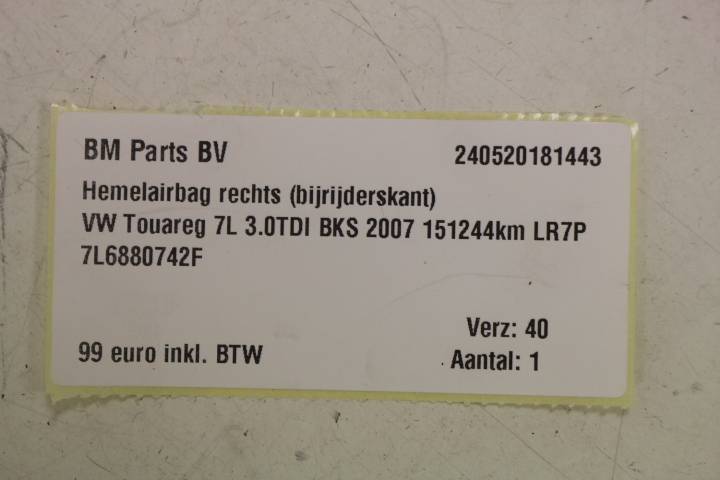 BM Parts BV 240520181443
Hemelairbag rechts (bijrijderskant)
VW Touareg 7L 3.0TDI BKS 2007 151244km LR7P
7L6880742F
Verz: 40
99 euro inkl. BTW Aantal: 1